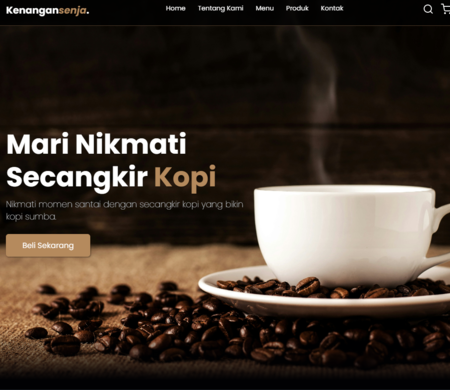 Kenangansenja.
Home Tentang Kami Menu Produk Kontak
Mari Nikmati
Secangkir Kopi
Nikmati momen santai dengan secangkir kopi yang bikin
kopi sumba.
Beli Sekarang